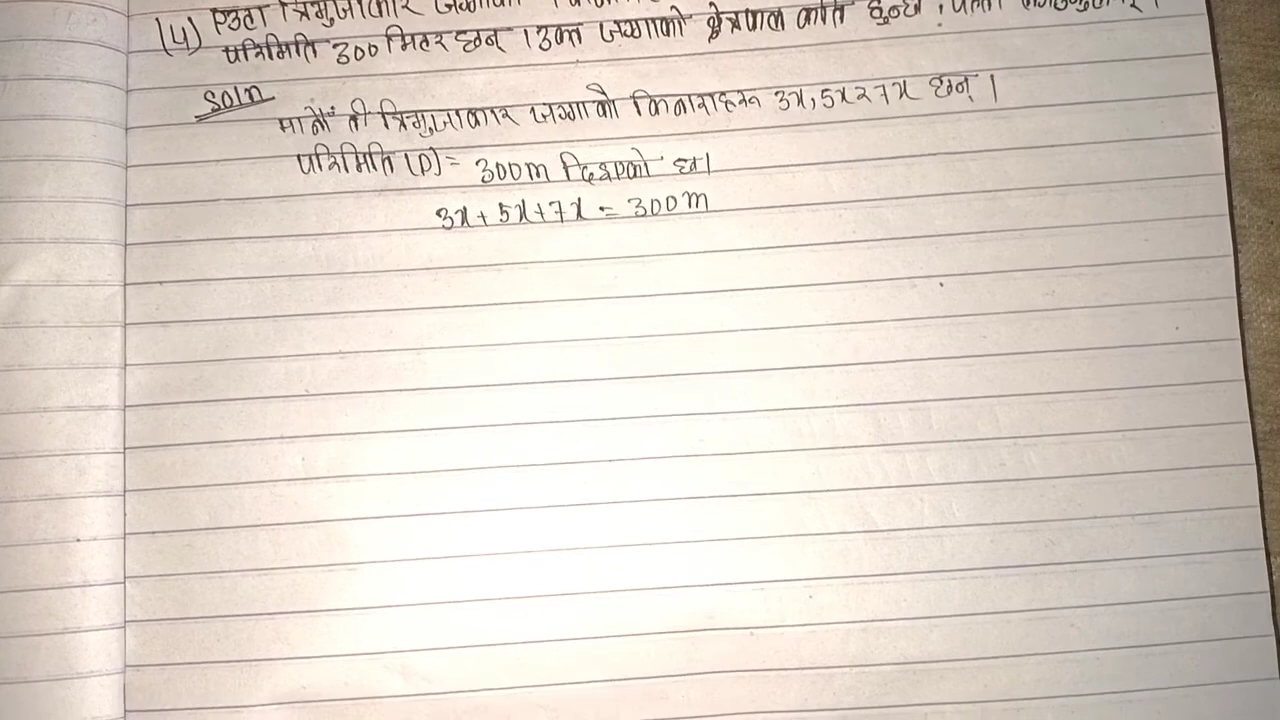 (५) एउटा त्रिभुजाकार जग्गाको
परिमिति 300 मिटर छन् । उक्त जग्गाको क्षेत्रफल कति हुन्छ ?
Soln
मानौं ती त्रिभुजाकार जग्गाको किनाराहरू 3x, 5x र 7x छन् ।
परिमिति (P) = 300m दिइएको छ।
3x + 5x + 7x = 300m